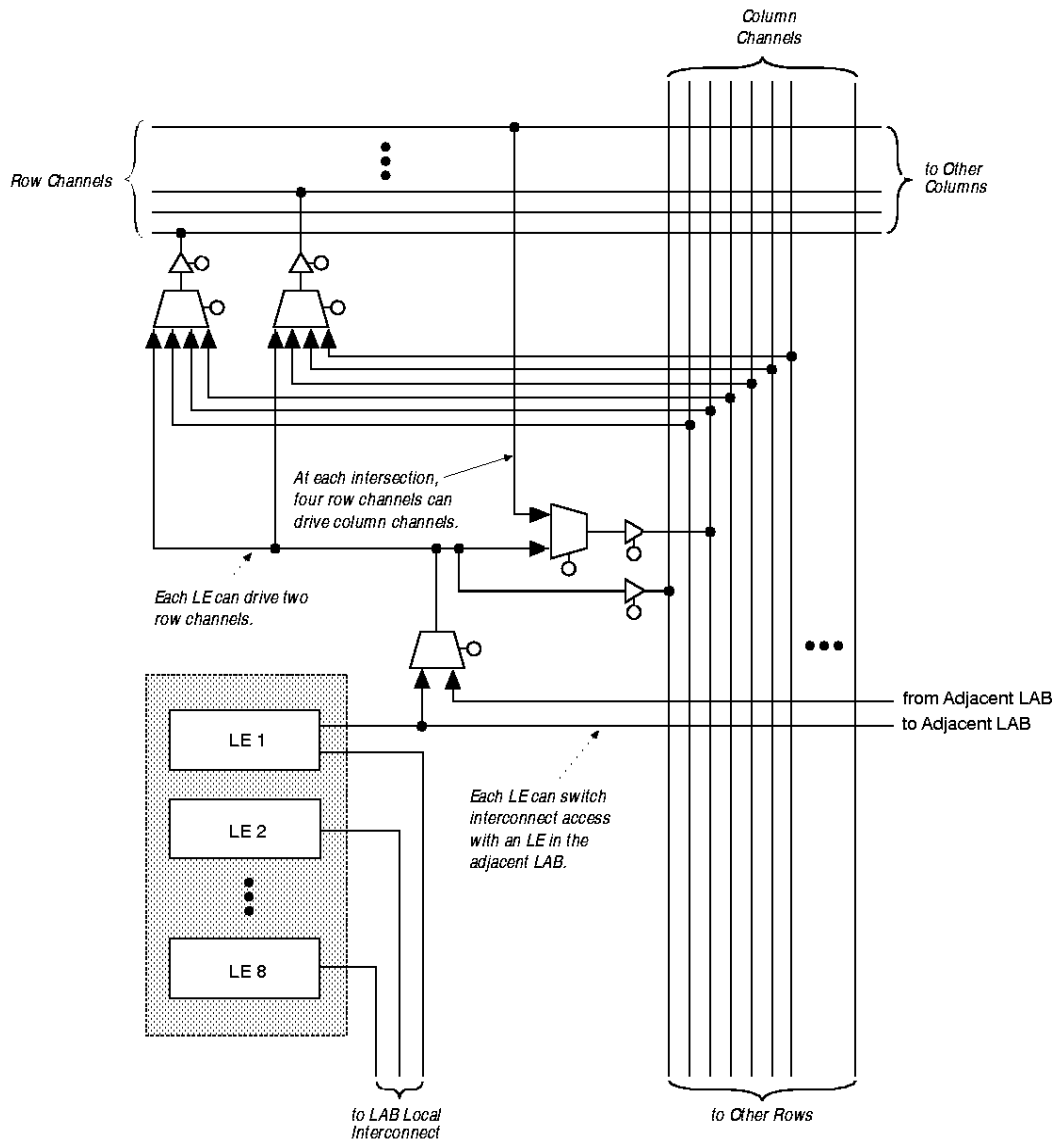 Column
Channels
Row Channels
to Other
Columns
At each intersection,
four row channels can
drive column channels.
Each LE can drive two
row channels.
from Adjacent LAB
to Adjacent LAB
LE 1
Each LE can switch
interconnect access
with an LE in the
adjacent LAB.
LE 2
LE 8
to LAB Local
Interconnect
to Other Rows